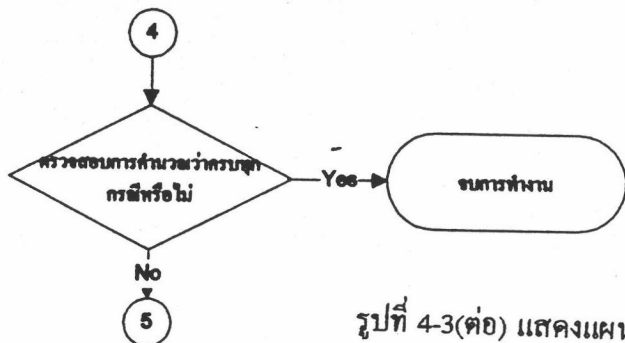 4
ตรวจสอบการคำนวณว่าครบทุก
กรณีหรือไม่
Yes
จบการทำงาน
No
5
รูปที่ 4-3(ต่อ) แสดงแผน